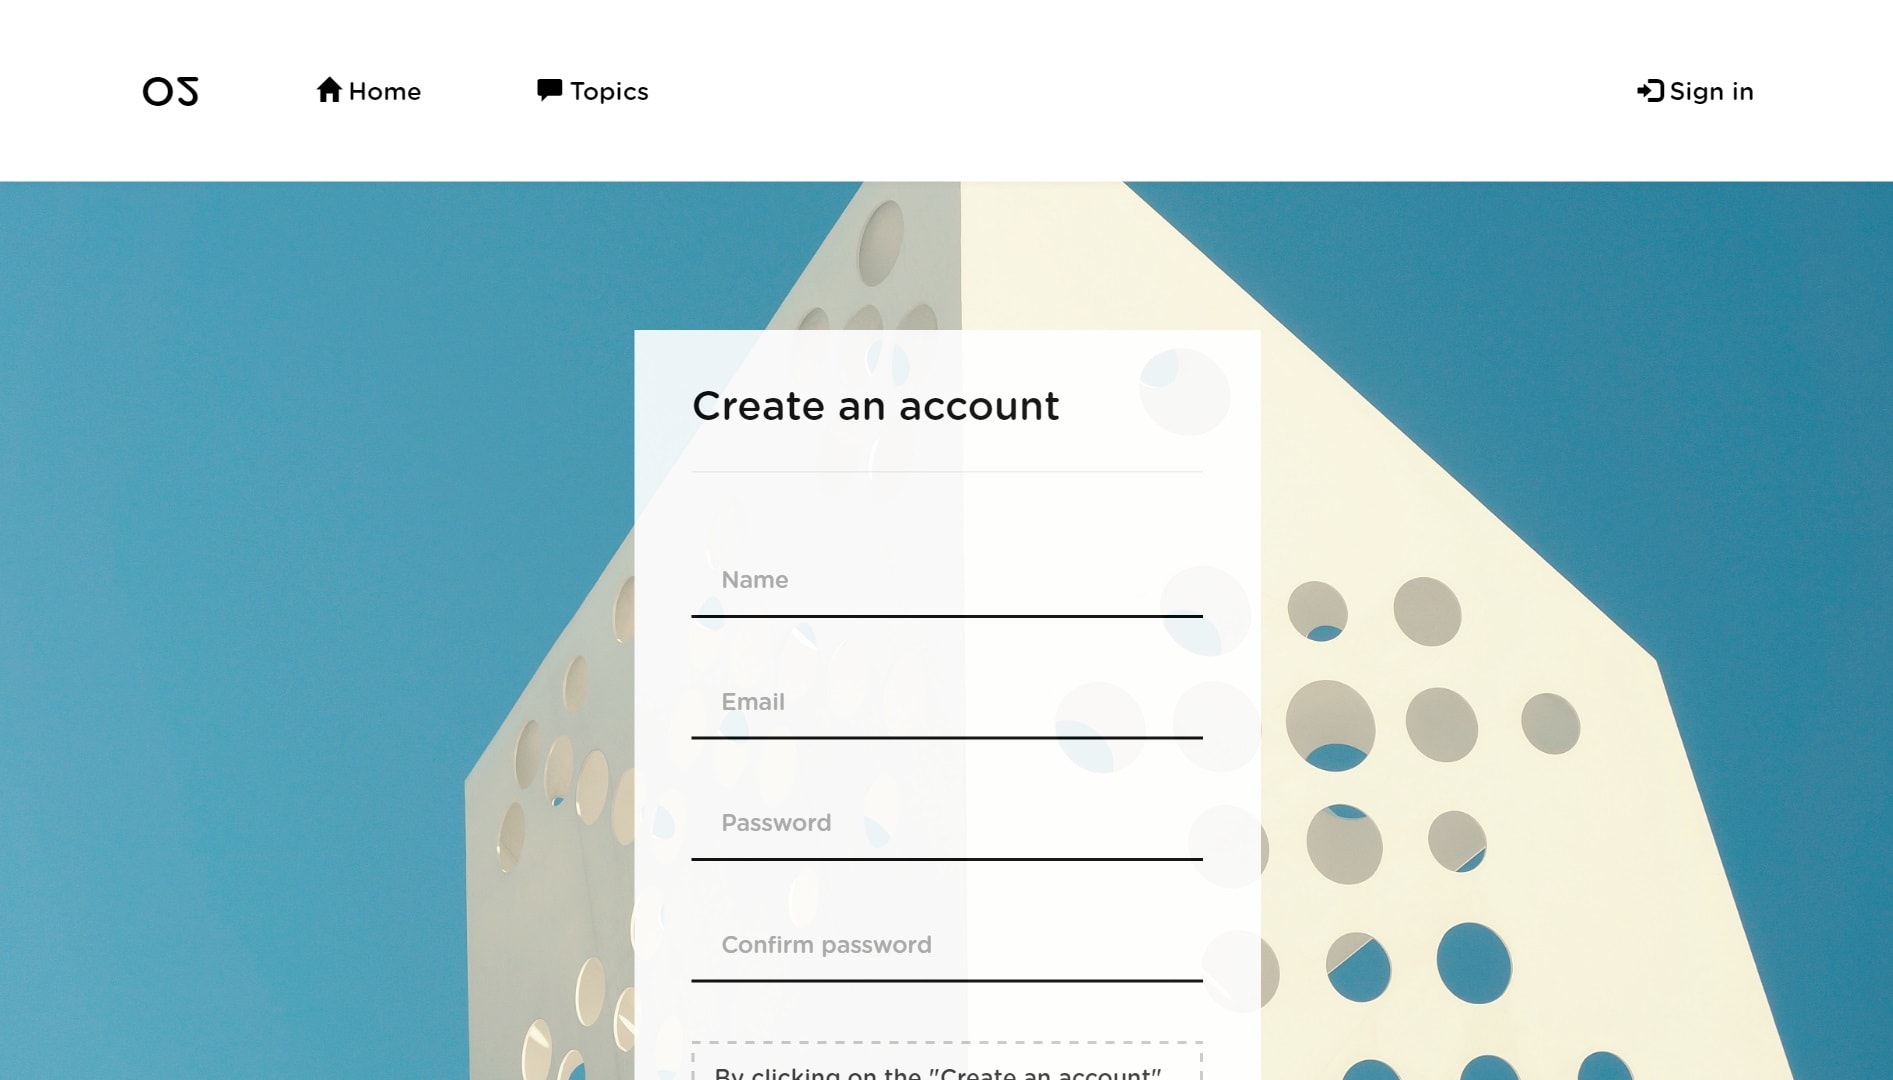 Home
Topics
Sign in
Create an account
Name
Email
Password
Confirm password
By clicking on the "Create an account"